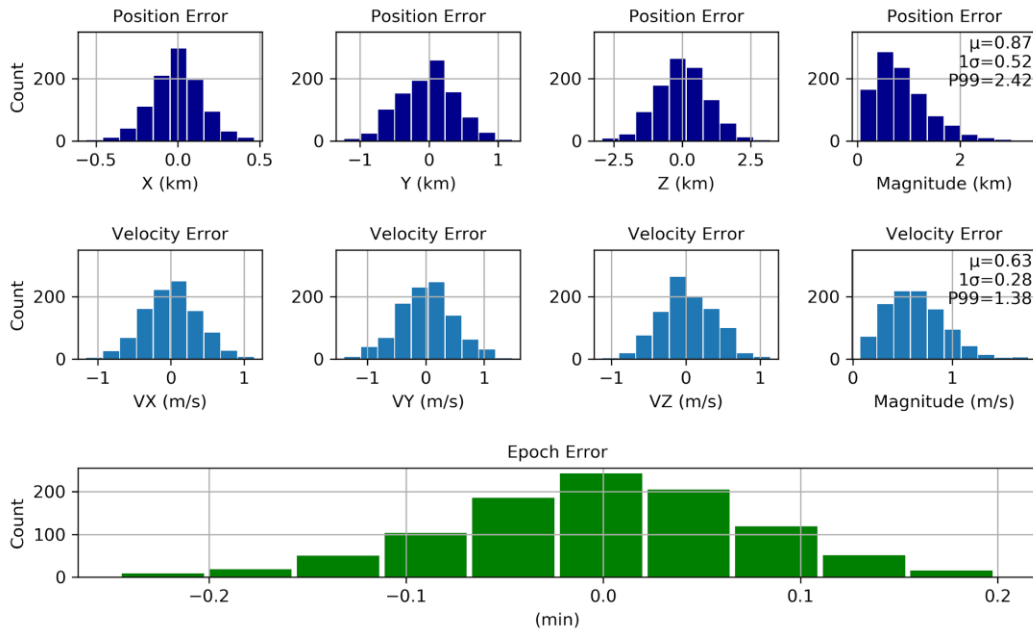 Position Error
Position Error
Position Error
Position Error
Count
200
0
−0.5
0.0
0.5
X (km)
200
0
−1
0
1
Y (km)
200
0
−2.5
0.0
2.5
Z (km)
200
0
0
2
Magnitude (km)
μ=0.87
1σ=0.52
P99=2.42
Velocity Error
Velocity Error
Velocity Error
Velocity Error
Count
200
0
−1
0
1
VX (m/s)
200
0
−1
0
1
VY (m/s)
200
0
−1
0
1
VZ (m/s)
200
0
0
1
Magnitude (m/s)
μ=0.63
1σ=0.28
P99=1.38
Epoch Error
Count
200
100
0
−0.2
−0.1
0.0
0.1
0.2
(min)